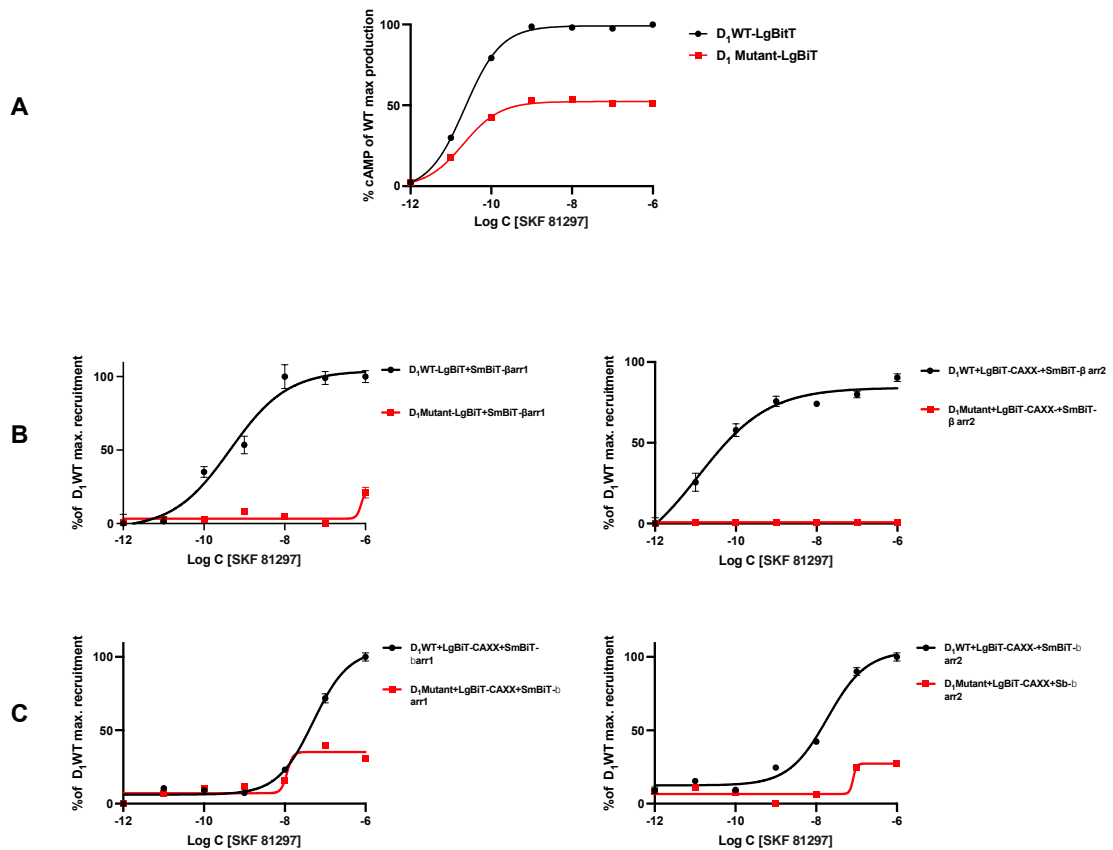 A
% cAMP of WT max production
100
50
0
-12
-10
-8
-6
Log C [SKF 81297]
D₁WT-LgBitT
D₁ Mutant-LgBiT
B
%of D₁WT max. recruitment
100
50
0
-12
-10
-8
-6
Log C [SKF 81297]
D₁WT-LgBiT+SmBiT-βarr1
D₁Mutant-LgBiT+SmBiT-βarr1
%of D₁WT max. recruitment
100
50
0
-12
-10
-8
-6
Log C [SKF 81297]
D₁WT+LgBiT-CAXX-+SmBiT-β arr2
D₁Mutant+LgBiT-CAXX-+SmBiT-
β arr2
C
%of D₁WT max. recruitment
100
50
0
-12
-10
-8
-6
Log C [SKF 81297]
D₁WT+LgBiT-CAXX+SmBiT-
barr1
D₁Mutant+LgBiT-CAXX+SmBiT-b
arr1
%of D₁WT max. recruitment
100
50
0
-12
-10
-8
-6
Log C [SKF 81297]
D₁WT+LgBiT-CAXX-+SmBiT-b
arr2
D₁Mutant+LgBiT-CAXX+Sb-b
arr2